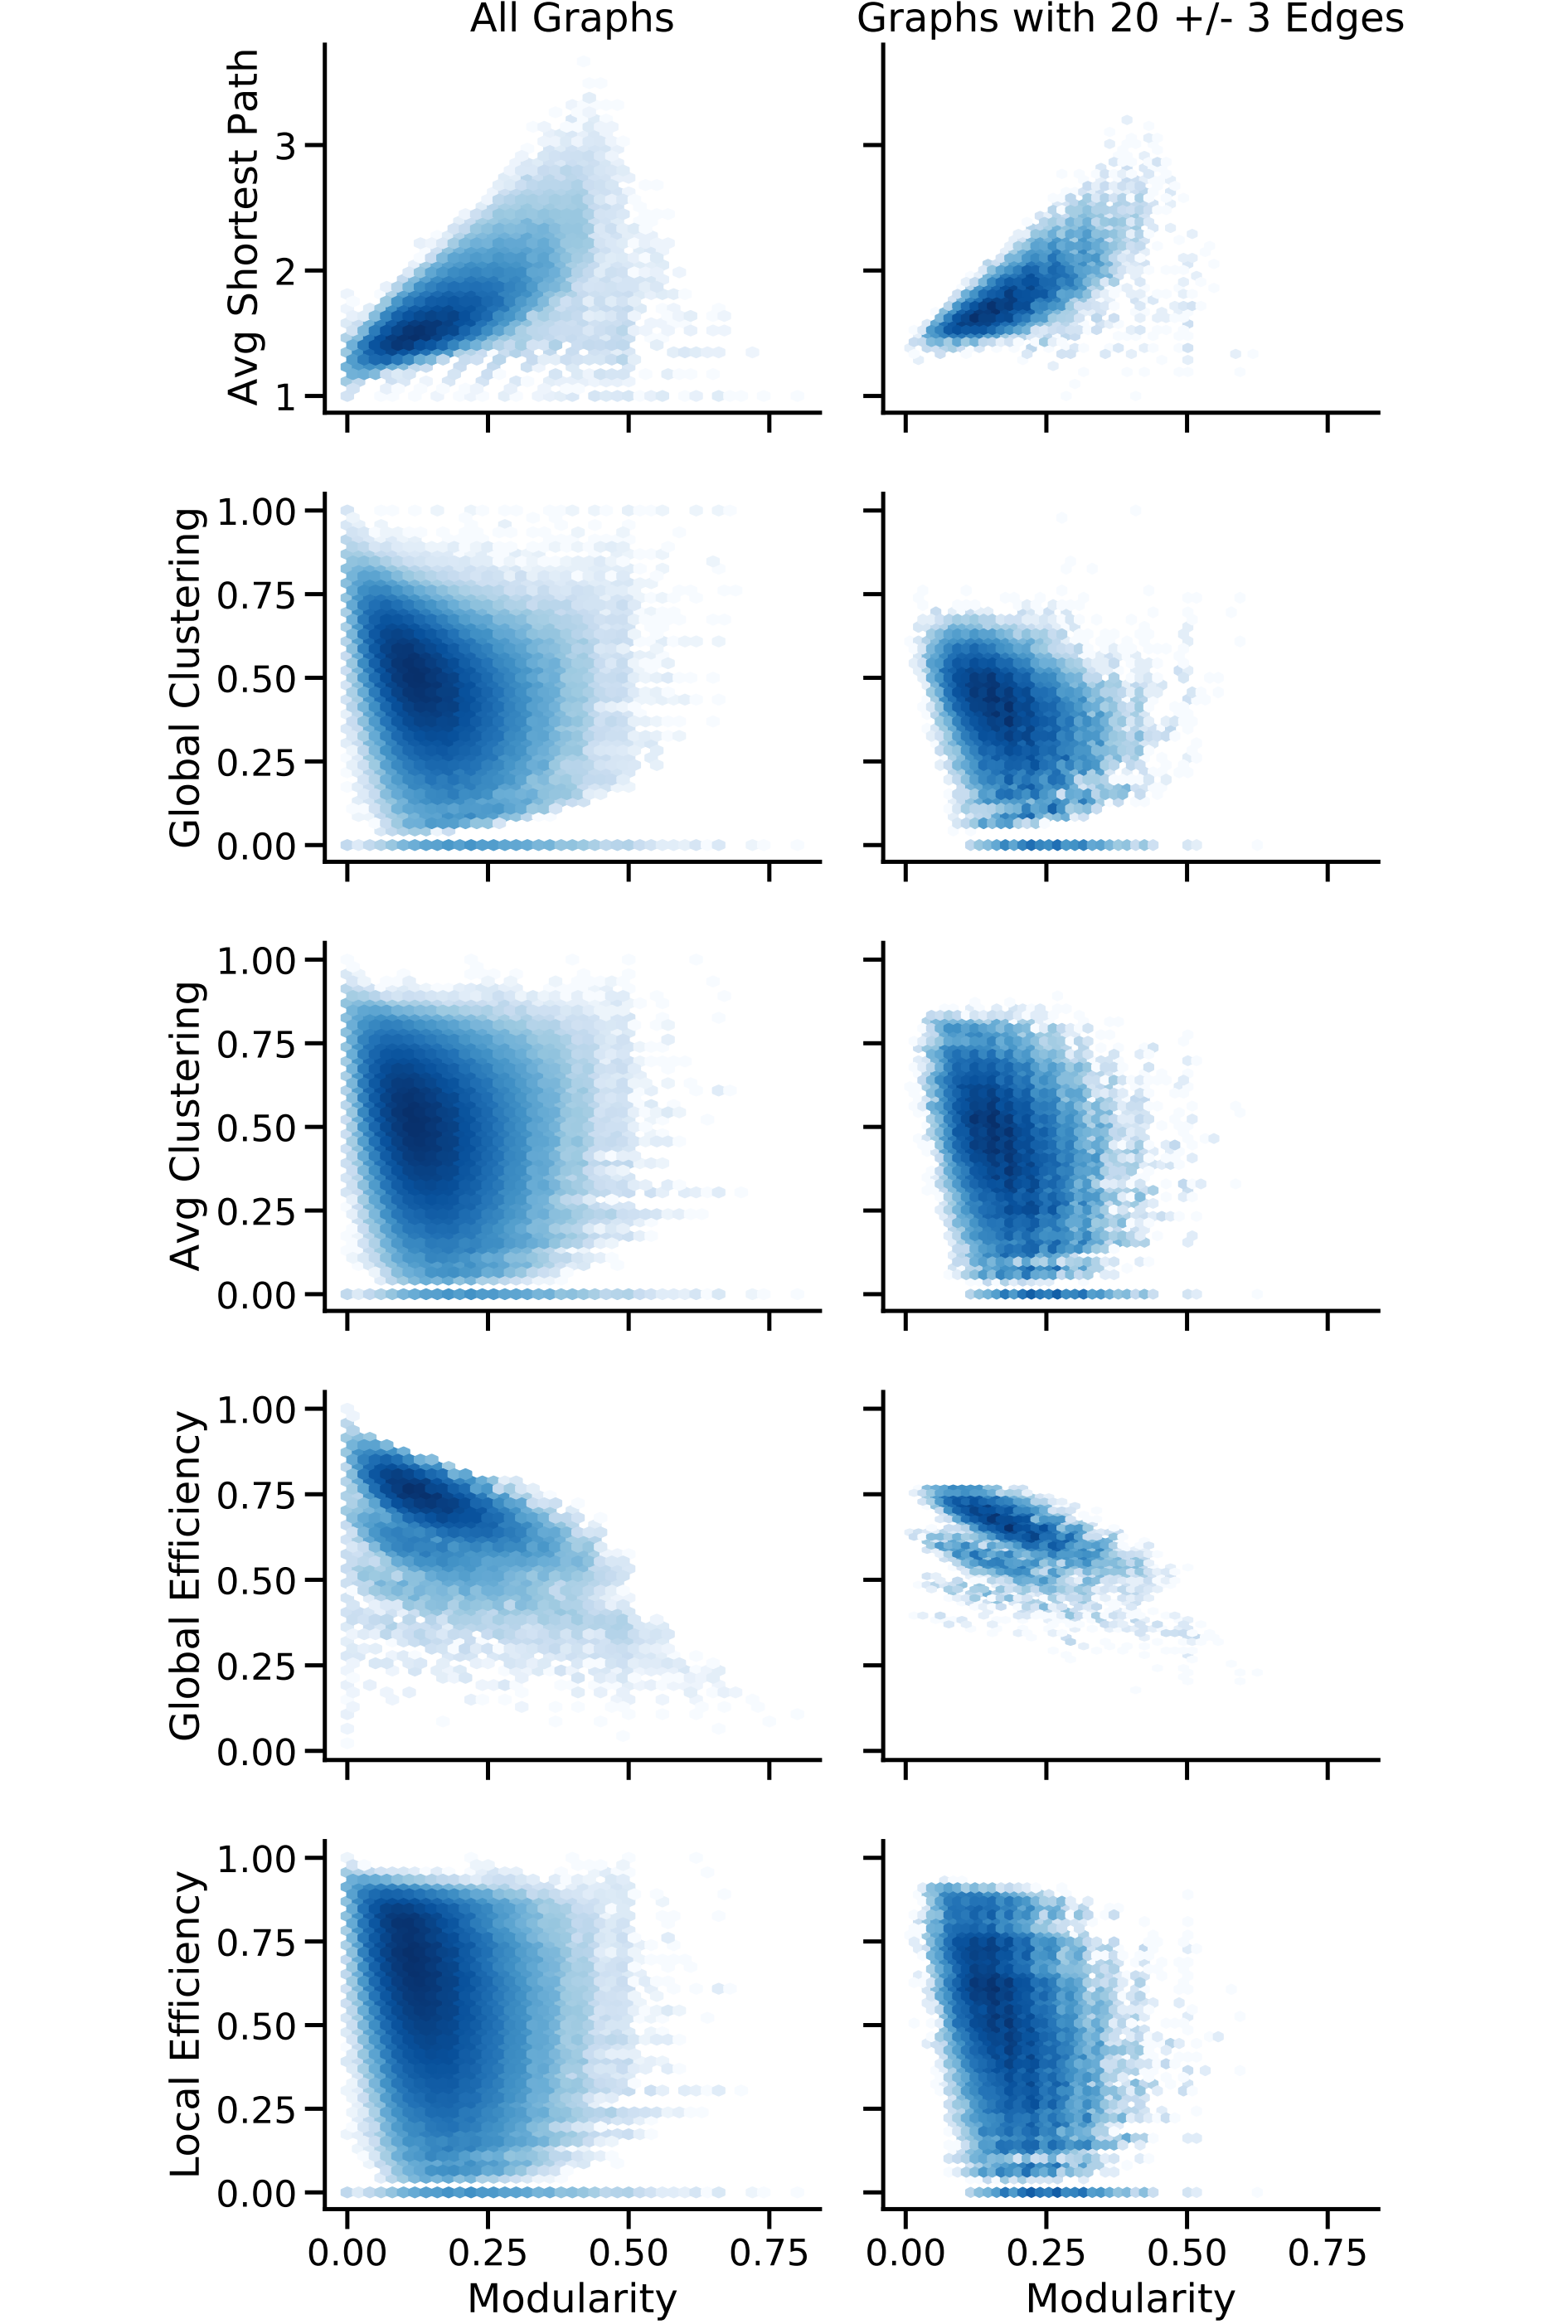 All Graphs
Graphs with 20 +/- 3 Edges
Avg Shortest Path
3
2
1
Global Clustering
1.00
0.75
0.50
0.25
0.00
Avg Clustering
1.00
0.75
0.50
0.25
0.00
Global Efficiency
1.00
0.75
0.50
0.25
0.00
Local Efficiency
1.00
0.75
0.50
0.25
0.00
0.00 0.25 0.50 0.75
0.00 0.25 0.50 0.75
Modularity
Modularity